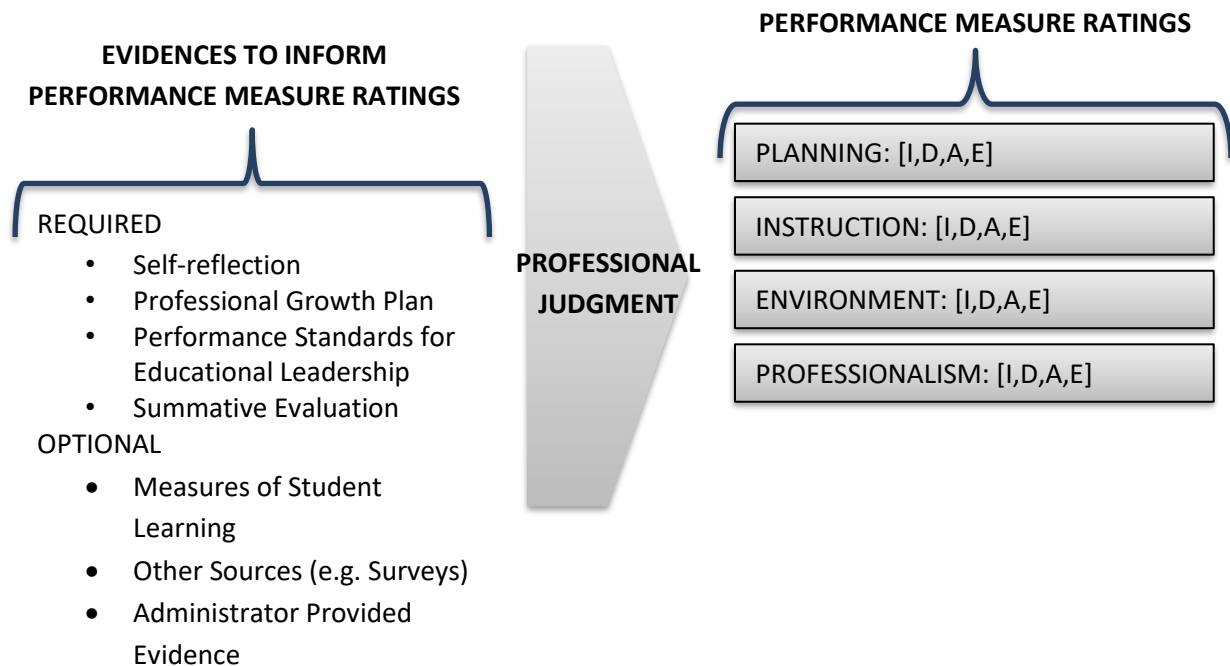 EVIDENCES TO INFORM
PERFORMANCE MEASURE RATINGS
REQUIRED
• Self-reflection
• Professional Growth Plan
• Performance Standards for
Educational Leadership
• Summative Evaluation
OPTIONAL
• Measures of Student
Learning
• Other Sources (e.g. Surveys)
• Administrator Provided
Evidence
PROFESSIONAL
JUDGMENT
PERFORMANCE MEASURE RATINGS
PLANNING: [I,D,A,E]
INSTRUCTION: [I,D,A,E]
ENVIRONMENT: [I,D,A,E]
PROFESSIONALISM: [I,D,A,E]